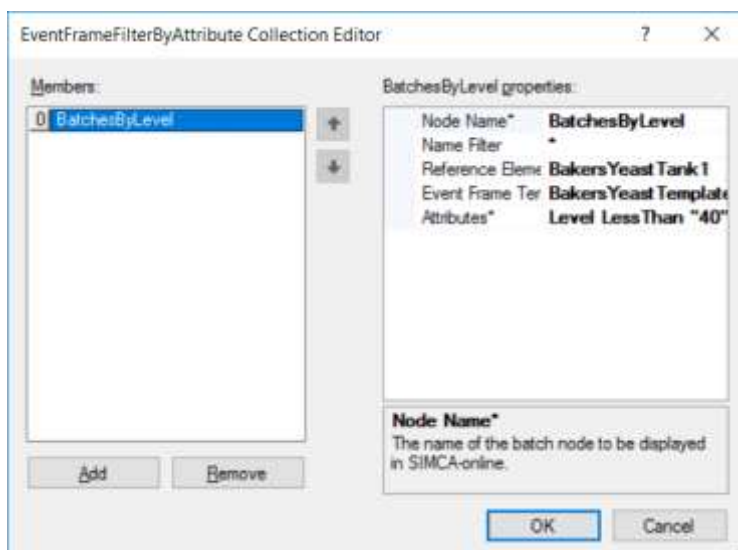 EventFrameFilterByAttribute Collection Editor ? ×
Members:
0 BatchesByLevel
BatchesByLevel properties:
Node Name* BatchesByLevel
Name Filter *
Reference Eleme BakersYeastTank1
Event Frame Ter BakersYeastTemplate
Attributes* Level LessThan "40"
Node Name*
The name of the batch node to be displayed
in SIMCA-online.
Add Remove
OK Cancel